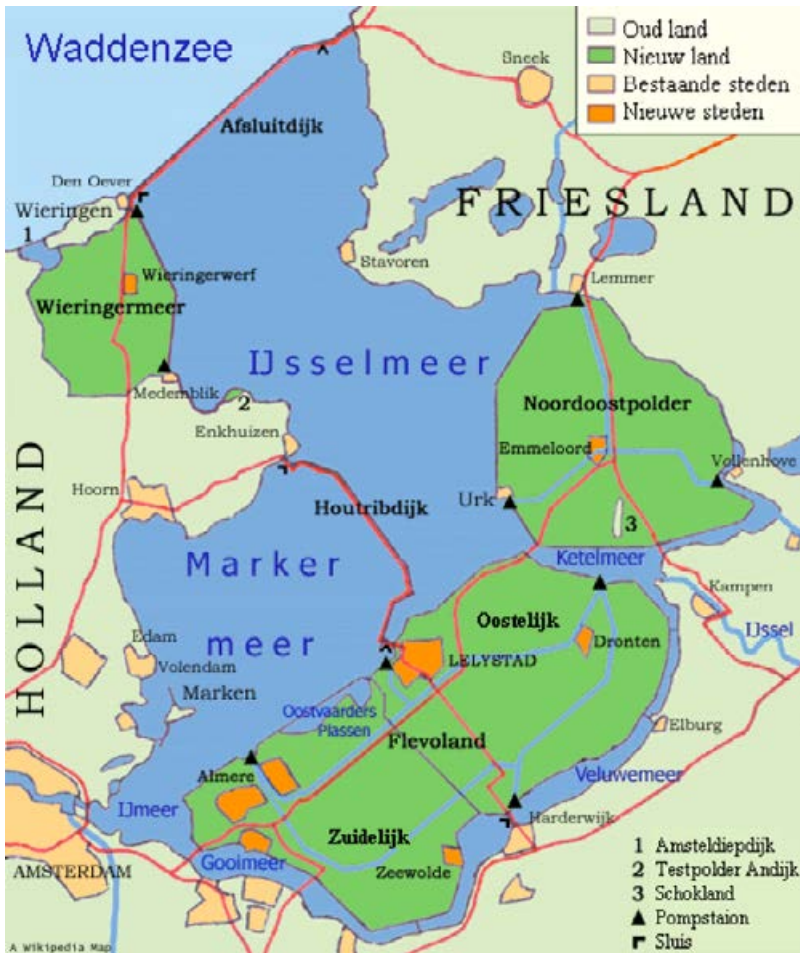 Waddenzee
Oud land
Nieuw land
Bestaande steden
Nieuwe steden
Sneek
Afsluitdijk
Den Oever
Wieringen
1
FRIESLAND
Stavoren
Wieringerwerf
Lemmer
Wieringermeer
IJsselmeer
Medemblik
2
Noordoostpolder
Enkhuizen
Emmeloord
Vollenhove
HOLLAND
Hoorn
Houtribdijk
Urk
3
Marker
meer
Ketelmeer
Kampen
IJssel
Oostelijk
Edam
Volendam
Dronten
LELYSTAD
Marken
Oostvaarders
Plassen
Flevoland
Elburg
Almere
Veluwemeer
IJmeer
Harderwijk
Zuidelijk
Gooimeer
Zeewolde
AMSTERDAM
1 Amsteldiepdijk
2 Testpolder Andijk
3 Schokland
Pompstaion
Sluis
A Wikipedia Map